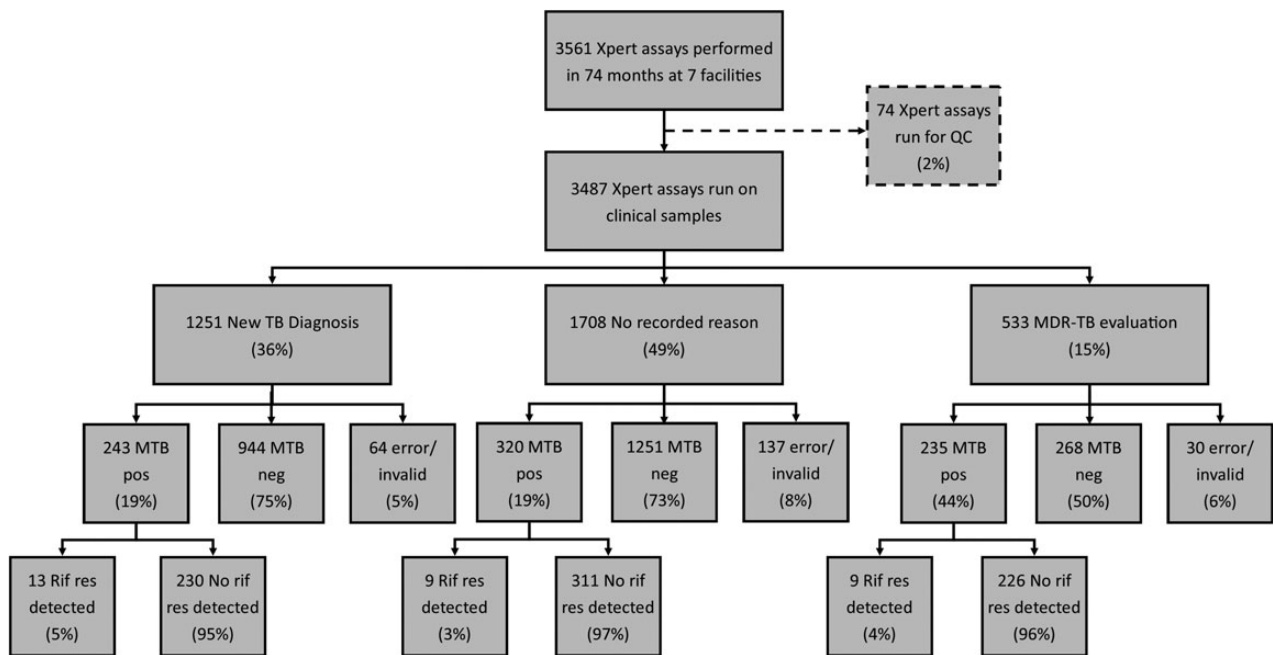 3561 Xpert assays performed
in 74 months at 7 facilities
74 Xpert assays
run for QC
(2%)
3487 Xpert assays run on
clinical samples
1251 New TB Diagnosis
(36%)
1708 No recorded reason
(49%)
533 MDR-TB evaluation
(15%)
243 MTB
pos
(19%)
944 MTB
neg
(75%)
64 error/
invalid
(5%)
320 MTB
pos
(19%)
1251 MTB
neg
(73%)
137 error/
invalid
(8%)
235 MTB
pos
(44%)
268 MTB
neg
(50%)
30 error/
invalid
(6%)
13 Rif res
detected
(5%)
230 No rif
res detected
(95%)
9 Rif res
detected
(3%)
311 No rif
res detected
(97%)
9 Rif res
detected
(4%)
226 No rif
res detected
(96%)